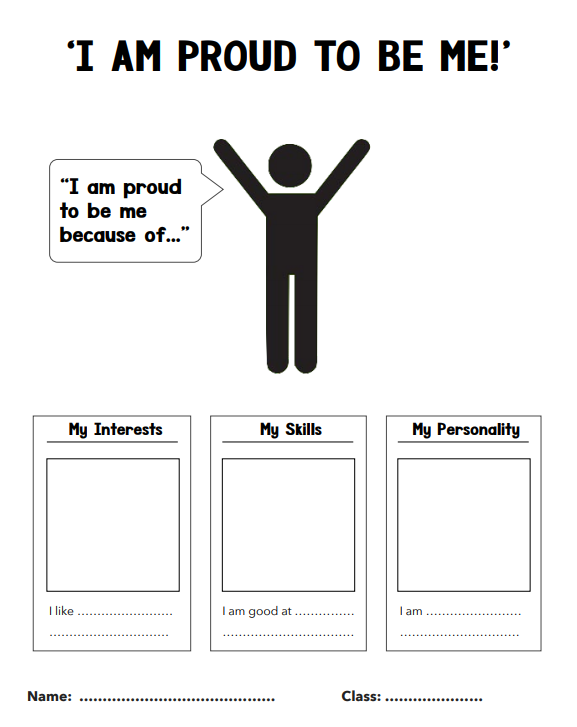 ‘I AM PROUD TO BE ME!’
“I am proud
to be me
because of...”
My Interests
My Skills
My Personality
I like ........................
..............................
I am good at ...............
.................................
I am ........................
..............................
Name: ........................................
Class: ....................